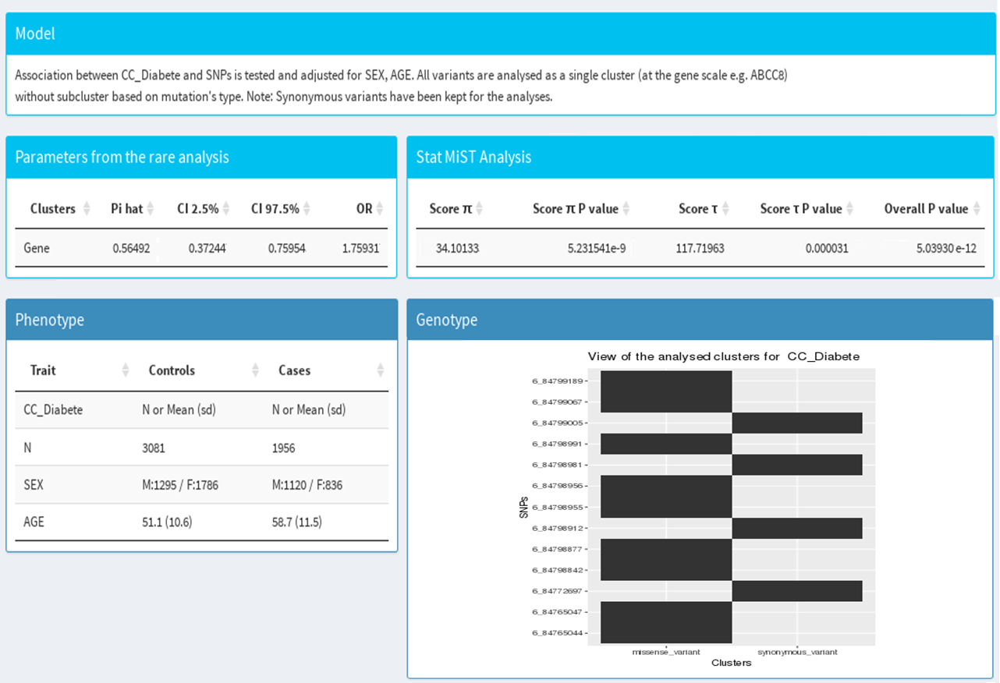 Model
Association between CC_Diabete and SNPs is tested and adjusted for SEX, AGE. All variants are analysed as a single cluster (at the gene scale e.g. ABCC8)
without subcluster based on mutation's type. Note: Synonymous variants have been kept for the analyses.
Parameters from the rare analysis
Clusters Pi hat CI 2.5% CI 97.5% OR
Gene 0.56492 0.37244 0.75954 1.75931
Stat MiST Analysis
Score π Score π P value Score τ Score τ P value Overall P value
34.10133 5.231541e-9 117.71963 0.000031 5.03930 e-12
Phenotype
Trait Controls Cases
CC_Diabete N or Mean (sd) N or Mean (sd)
N 3081 1956
SEX M:1295 / F:1786 M:1120 / F:836
AGE 51.1 (10.6) 58.7 (11.5)
Genotype
View of the analysed clusters for CC_Diabete
SNPs
6_84799189
6_84799067
6_84799005
6_84798991
6_84798981
6_84798956
6_84798955
6_84798912
6_84798877
6_84798842
6_84772697
6_84765047
6_84765044
missense_variant synonymous_variant
Clusters